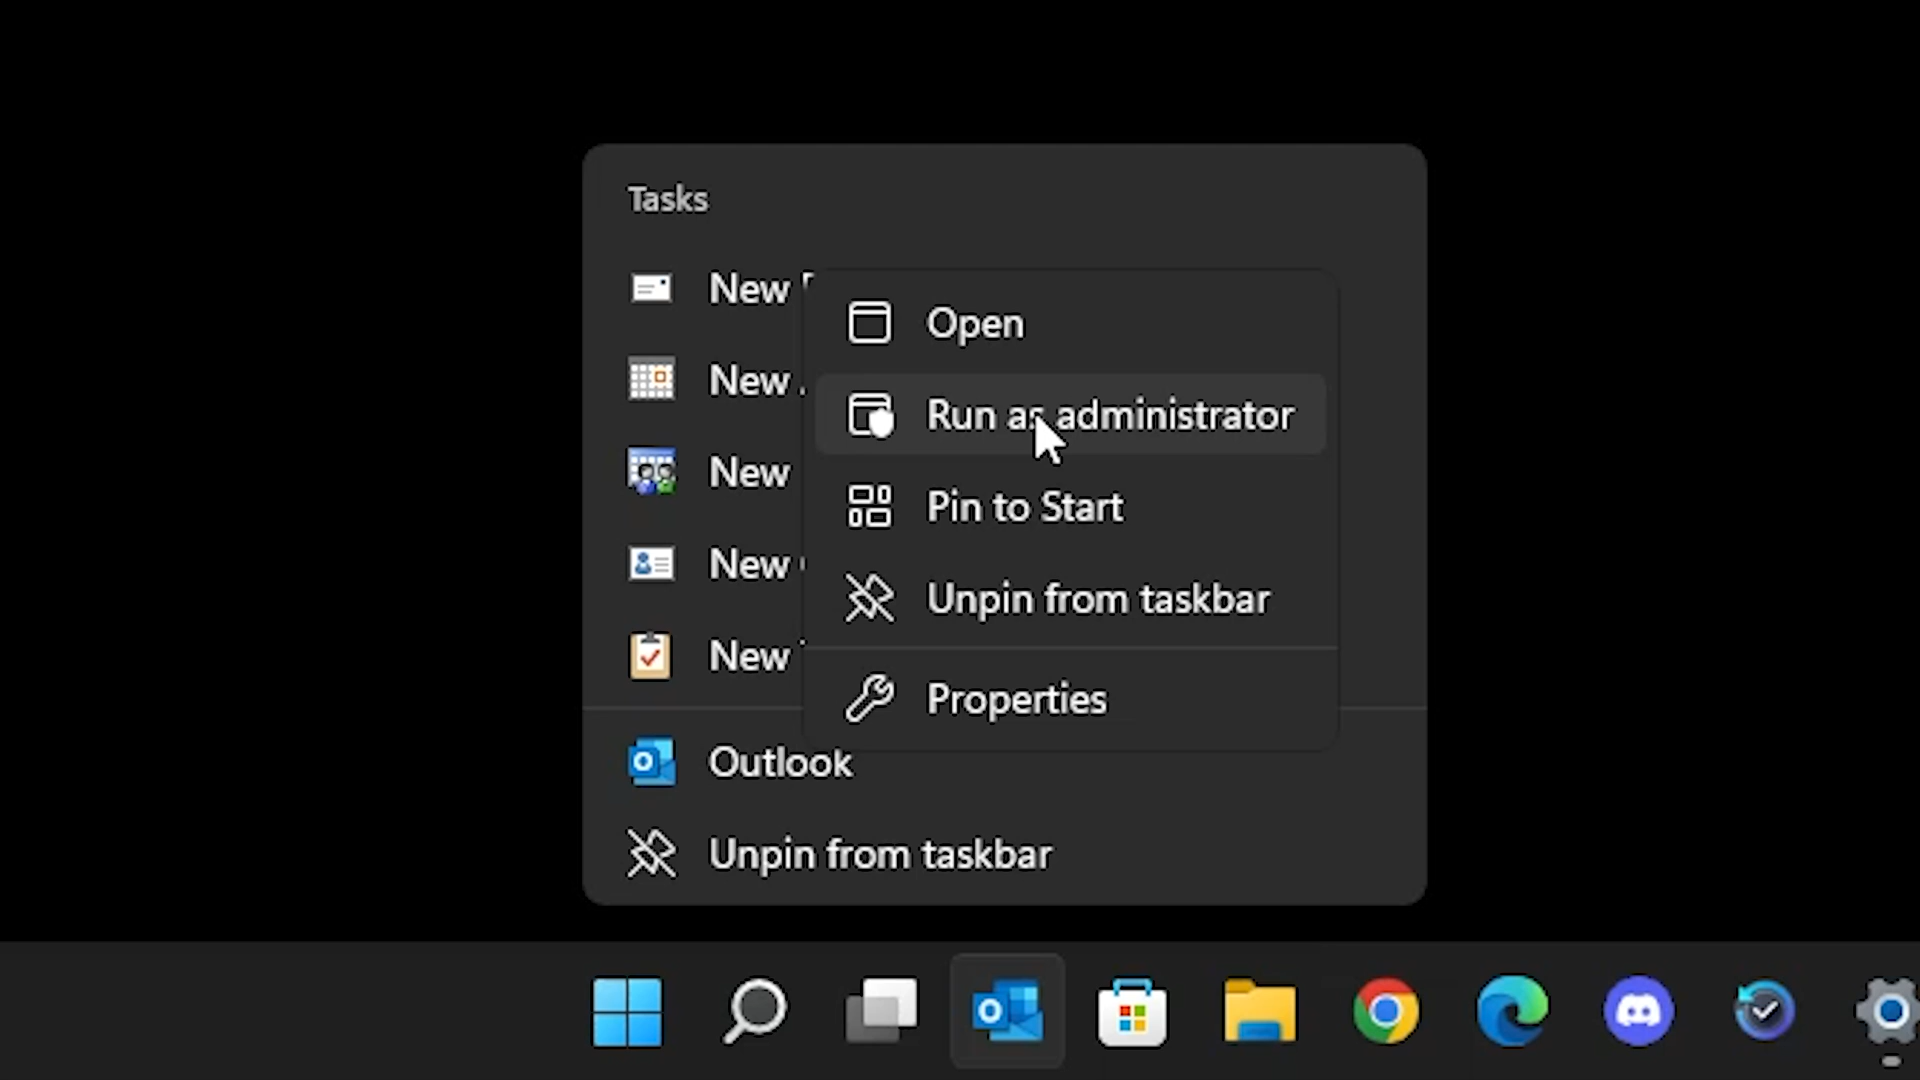 Tasks
New
New
New
New
New
Open
Run as administrator
Pin to Start
Unpin from taskbar
Properties
Outlook
Unpin from taskbar